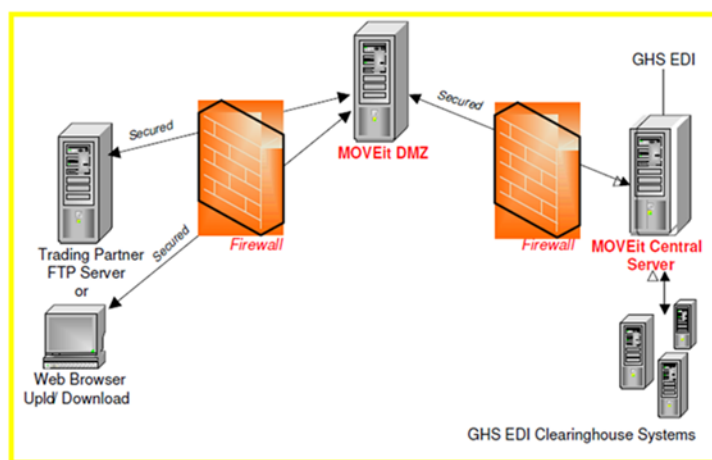 GHS EDI
Secured
MOVEit DMZ
Secured
Firewall
Trading Partner
FTP Server
or
Secured
Web Browser
Upld/ Download
Firewall
MOVEit Central
Server
GHS EDI Clearinghouse Systems